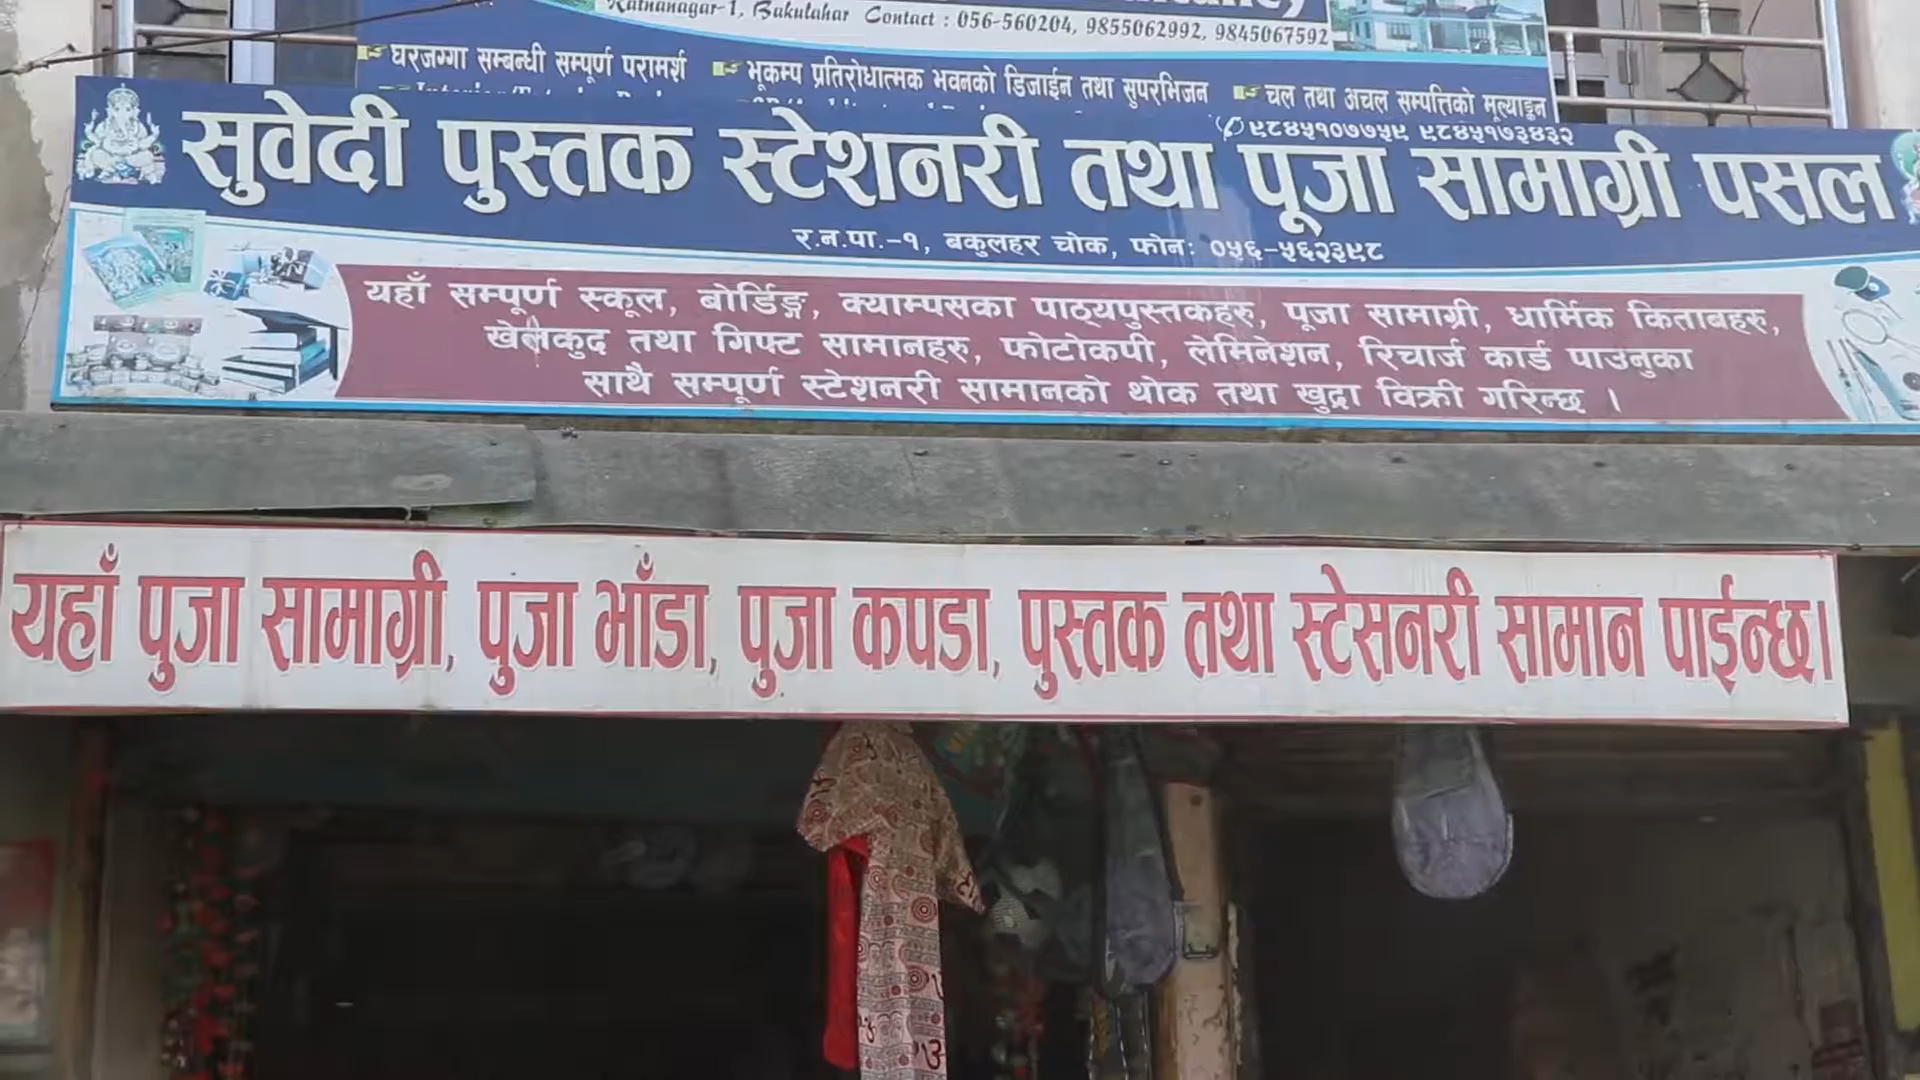 Ratnanagar-1, Bakulahar Contact : 056-560204, 9855062992, 9845067592
घरजग्गा सम्बन्धी सम्पूर्ण परामर्श भूकम्प प्रतिरोधात्मक भवनको डिजाईन तथा सुपरभिजन चल तथा अचल सम्पत्तिको मूल्याङ्कन
९८४५१०७७५९ ९८४५१७३४३२
सुवेदी पुस्तक स्टेशनरी तथा पूजा सामाग्री पसल
र.न.पा.-१, बकुलहर चोक, फोन: ०५६-५६२३९८
यहाँ सम्पूर्ण स्कूल, बोर्डिङ्ग, क्याम्पसका पाठ्यपुस्तकहरु, पूजा सामाग्री, धार्मिक किताबहरु,
खेलकुद तथा गिफ्ट सामानहरु, फोटोकपी, लेमिनेशन, रिचार्ज कार्ड पाउनुका
साथै सम्पूर्ण स्टेशनरी सामानको थोक तथा खुद्रा विक्री गरिन्छ ।
यहाँ पुजा सामाग्री, पुजा भाँडा, पुजा कपडा, पुस्तक तथा स्टेसनरी सामान पाईन्छ।